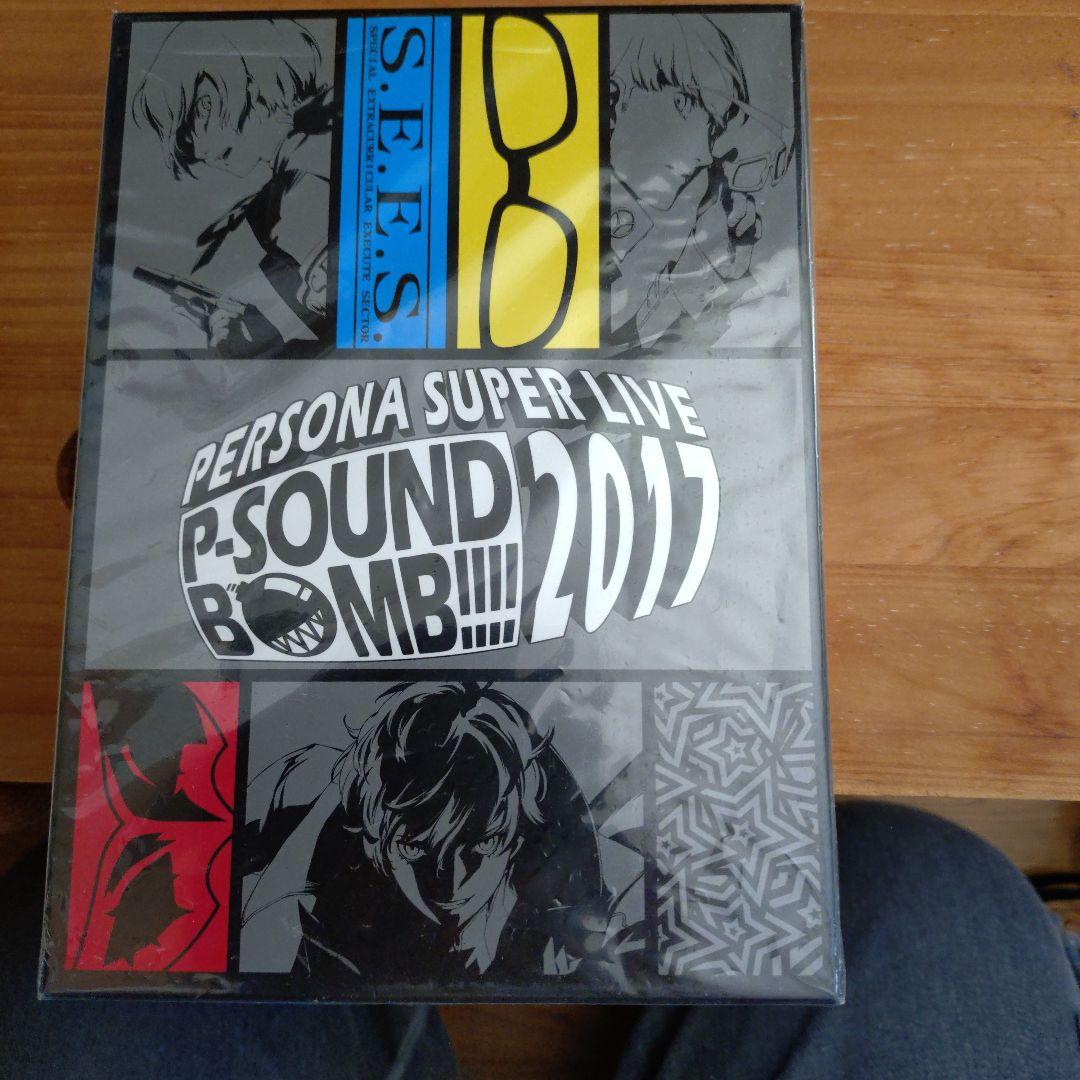 S.E.E.S.
SPECIAL EXTRACURRICULAR EXECUTE SECTOR
PERSONA SUPER LIVE
P-SOUND
BOMB!!!!
2017